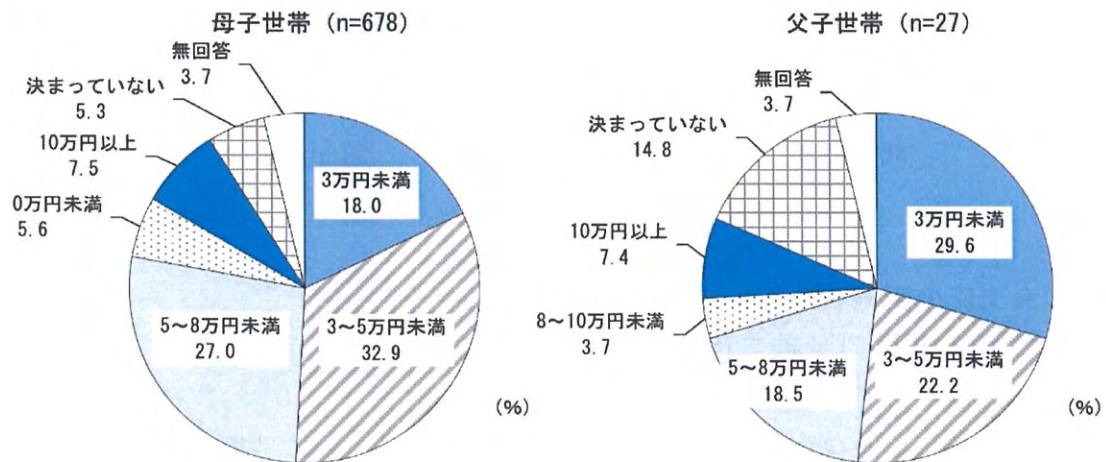 母子世帯 (n=678)
無回答
3.7
決まっていない
5.3
10万円以上
7.5
0万円未満
5.6
5～8万円未満
27.0
3万円未満
18.0
3～5万円未満
32.9
(%)
父子世帯 (n=27)
無回答
3.7
決まっていない
14.8
10万円以上
7.4
8～10万円未満
3.7
5～8万円未満
18.5
3万円未満
29.6
3～5万円未満
22.2
(%)